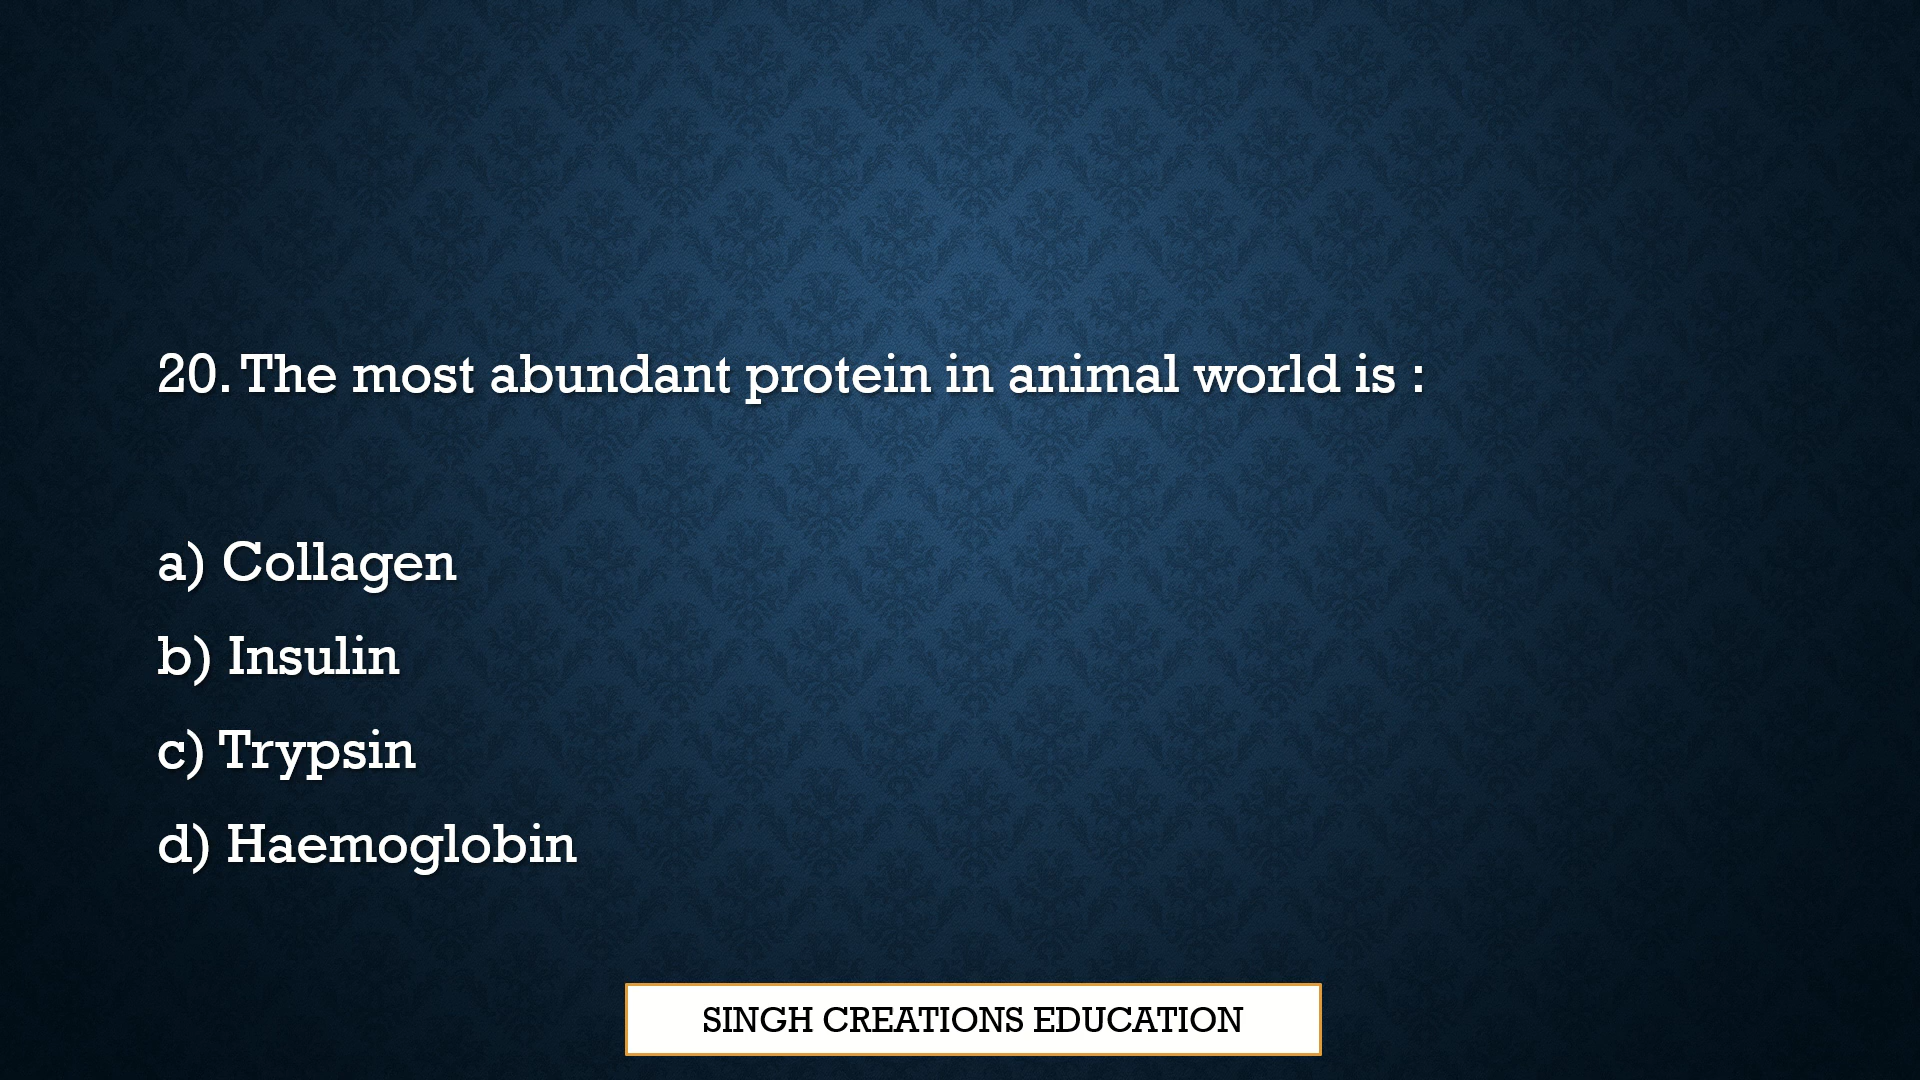 20. The most abundant protein in animal world is :
a) Collagen
b) Insulin
c) Trypsin
d) Haemoglobin
SINGH CREATIONS EDUCATION